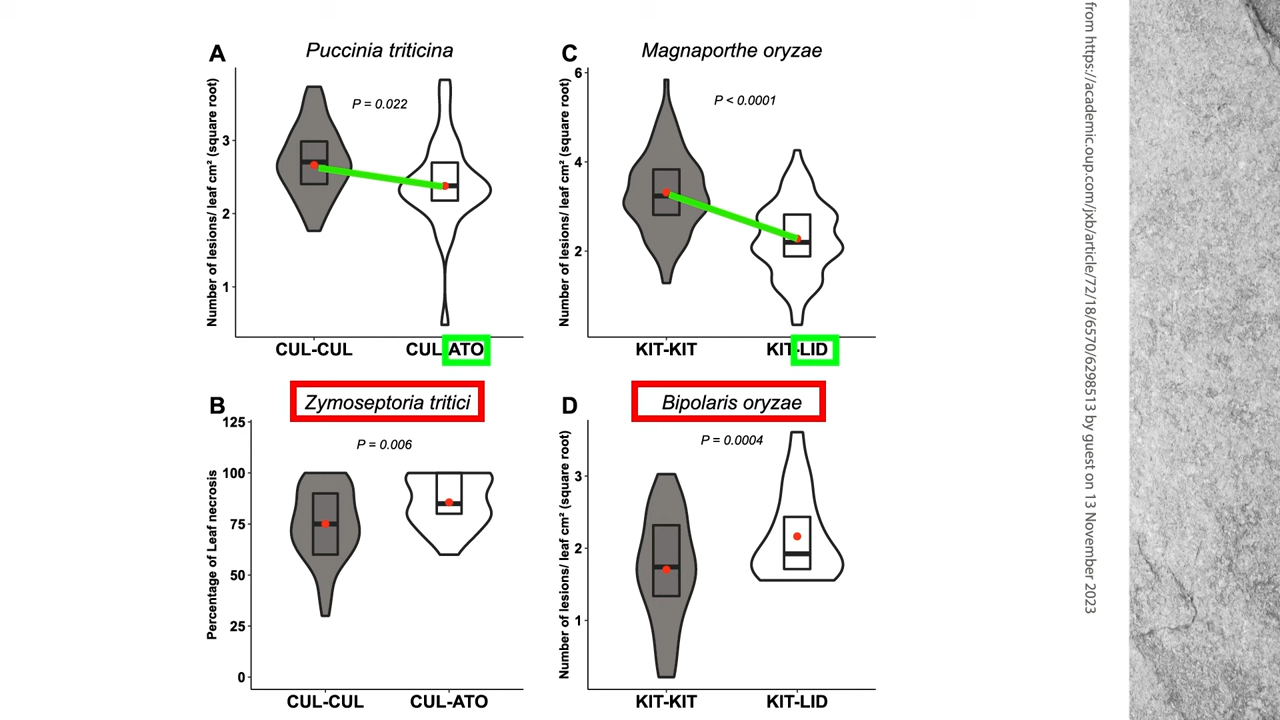 A
Puccinia triticina
Number of lesions/ leaf cm² (square root)
P = 0.022
3
2
1
CUL-CUL
CUL-ATO
C
Magnaporthe oryzae
Number of lesions/ leaf cm² (square root)
P < 0.0001
6
4
2
KIT-KIT
KIT-LID
B
Zymoseptoria tritici
Percentage of Leaf necrosis
P = 0.006
125
100
75
50
25
0
CUL-CUL
CUL-ATO
D
Bipolaris oryzae
Number of lesions/ leaf cm² (square root)
P = 0.0004
3
2
1
KIT-KIT
KIT-LID
from https://academic.oup.com/jxb/article/72/18/6570/6298513 by guest on 13 November 2023